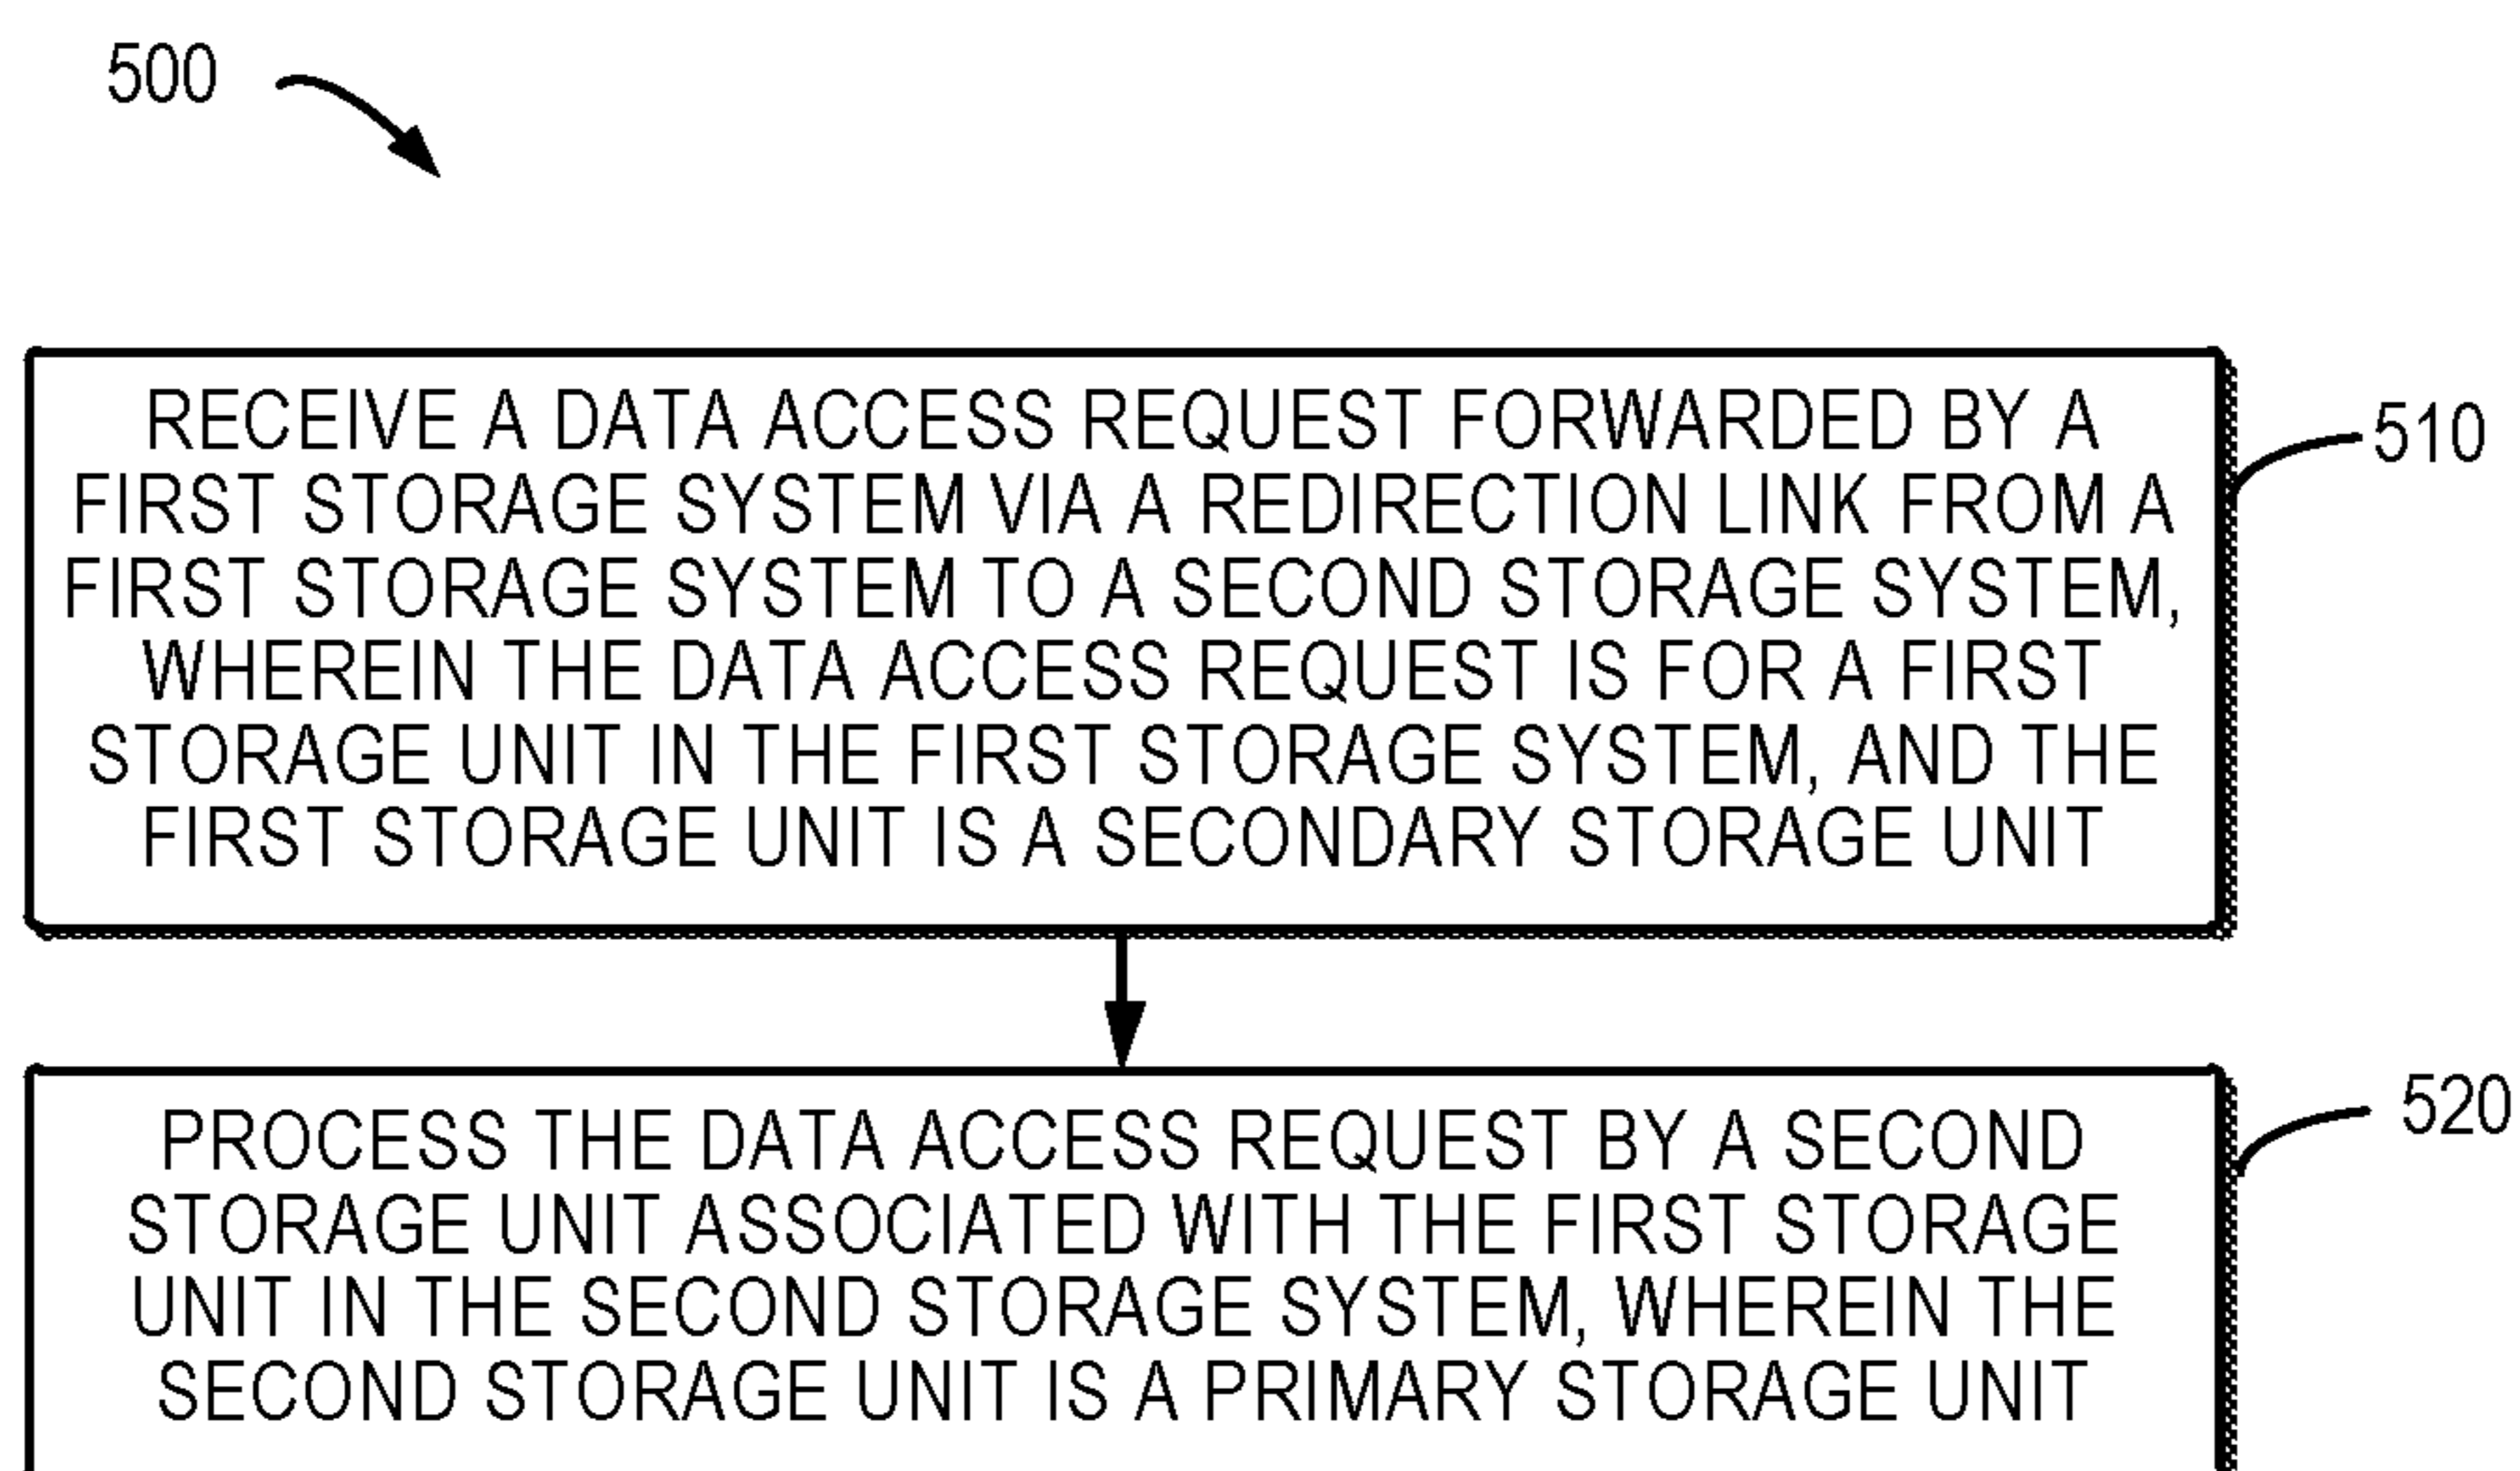 500
RECEIVE A DATA ACCESS REQUEST FORWARDED BY A
FIRST STORAGE SYSTEM VIA A REDIRECTION LINK FROM A
FIRST STORAGE SYSTEM TO A SECOND STORAGE SYSTEM,
WHEREIN THE DATA ACCESS REQUEST IS FOR A FIRST
STORAGE UNIT IN THE FIRST STORAGE SYSTEM, AND THE
FIRST STORAGE UNIT IS A SECONDARY STORAGE UNIT
510
PROCESS THE DATA ACCESS REQUEST BY A SECOND
STORAGE UNIT ASSOCIATED WITH THE FIRST STORAGE
UNIT IN THE SECOND STORAGE SYSTEM, WHEREIN THE
SECOND STORAGE UNIT IS A PRIMARY STORAGE UNIT
520